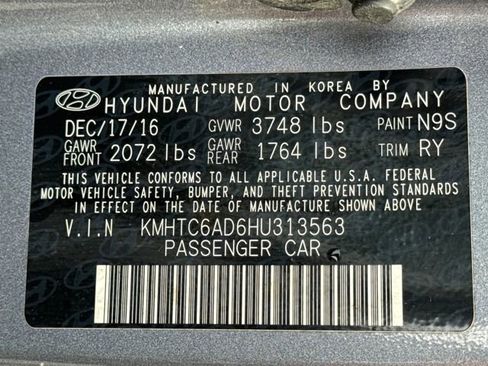 MANUFACTURED IN KOREA BY
HYUNDAI MOTOR COMPANY
DEC/17/16 GVWR 3748 lbs PAINT N9S
GAWR FRONT 2072 lbs GAWR REAR 1764 lbs TRIM RY
THIS VEHICLE CONFORMS TO ALL APPLICABLE U.S.A. FEDERAL
MOTOR VEHICLE SAFETY, BUMPER, AND THEFT PREVENTION STANDARDS
IN EFFECT ON THE DATE OF MANUFACTURE SHOWN ABOVE.
V.I.N KMHTC6AD6HU313563
PASSENGER CAR